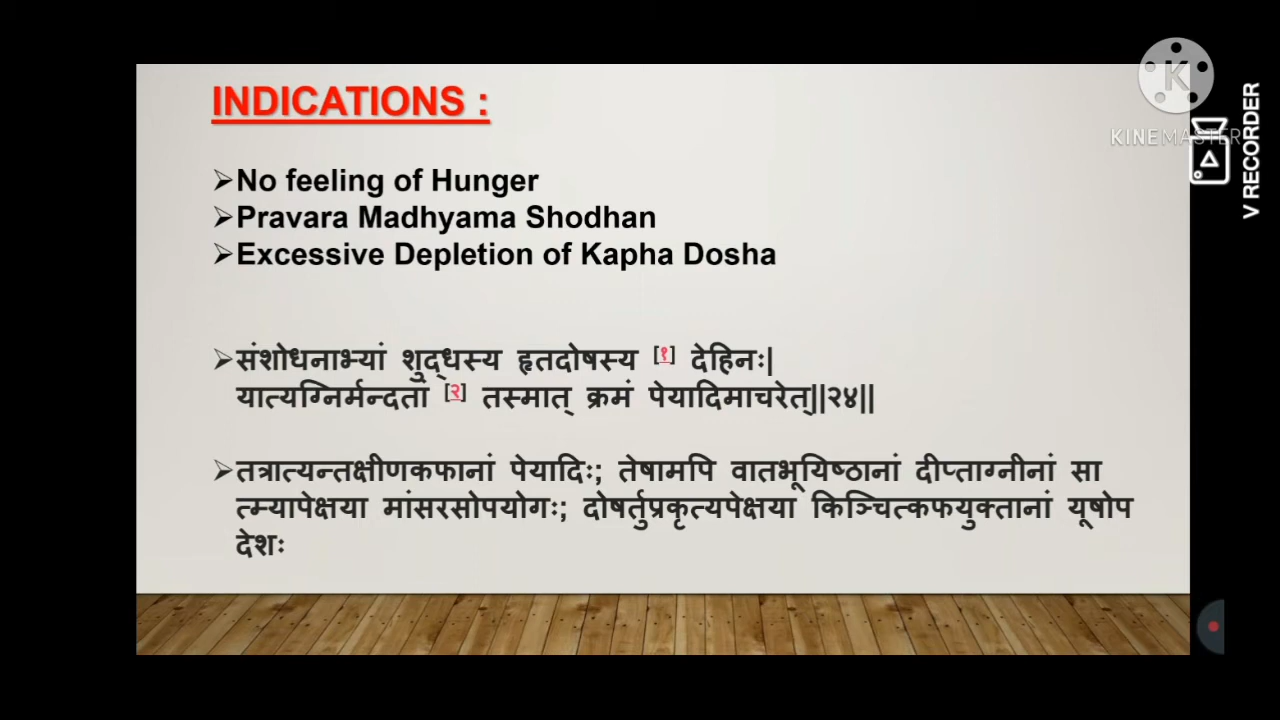 INDICATIONS :
➢No feeling of Hunger
➢Pravara Madhyama Shodhan
➢Excessive Depletion of Kapha Dosha
➢संशोधनाभ्यां शुद्धस्य हृतदोषस्य [१] देहिनः|
यात्यग्निर्मन्दतां [२] तस्मात् क्रमं पेयादिमाचरेत्||२४||
➢तत्रात्यन्तक्षीणकफानां पेयादिः; तेषामपि वातभूयिष्ठानां दीप्ताग्नीनां सा
त्म्यापेक्षया मांसरसोपयोगः; दोषर्तुप्रकृत्यपेक्षया किञ्चित्कफयुक्तानां यूषोप
देशः
K
KINEMASTER
V RECORDER